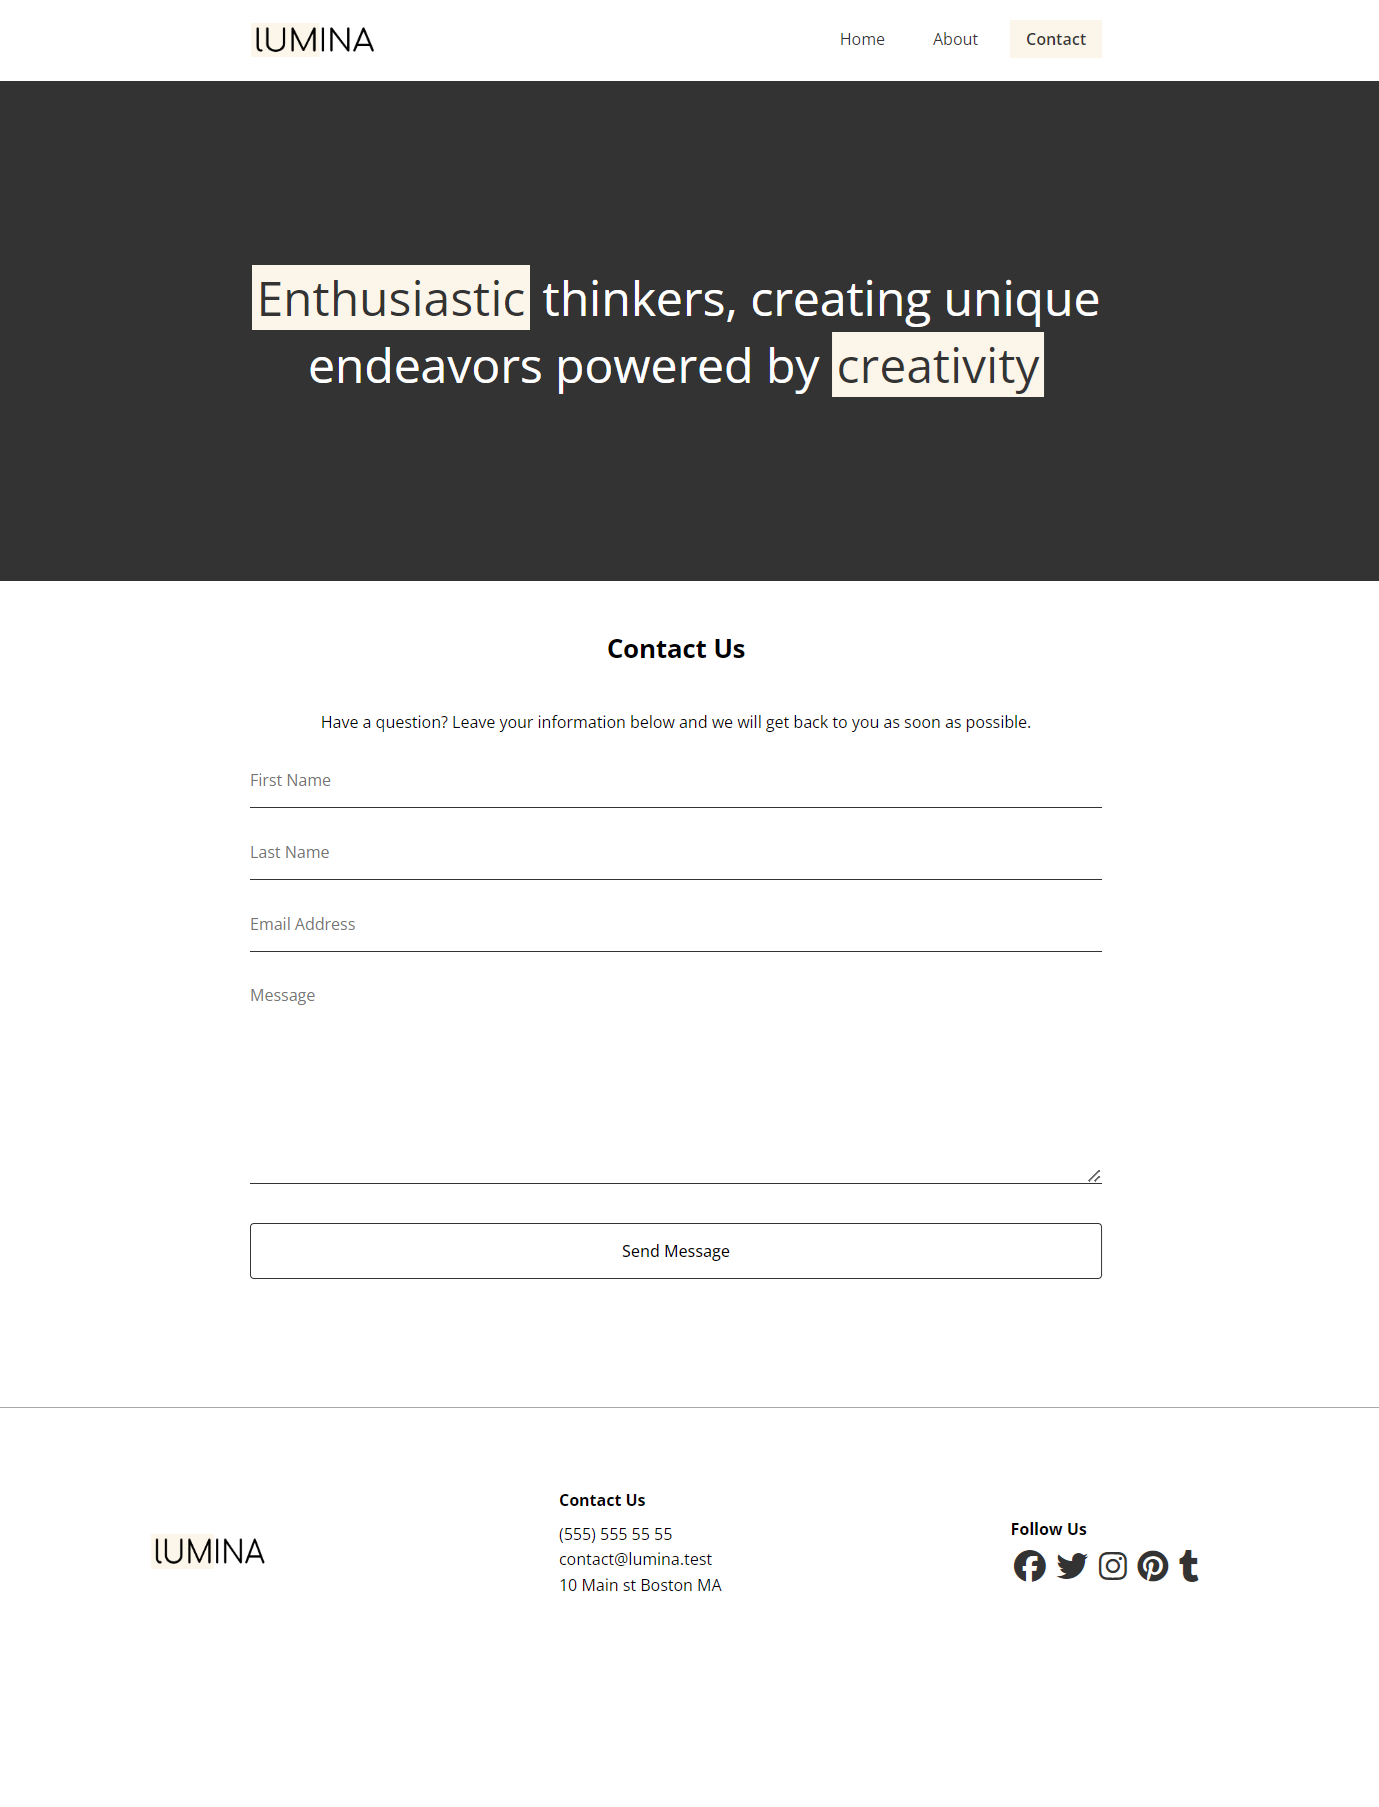 lUMINA
Home About Contact
Enthusiastic thinkers, creating unique
endeavors powered by creativity
Contact Us
Have a question? Leave your information below and we will get back to you as soon as possible.
First Name
Last Name
Email Address
Message
Send Message
lUMINA
Contact Us
(555) 555 55 55
contact@lumina.test
10 Main st Boston MA
Follow Us